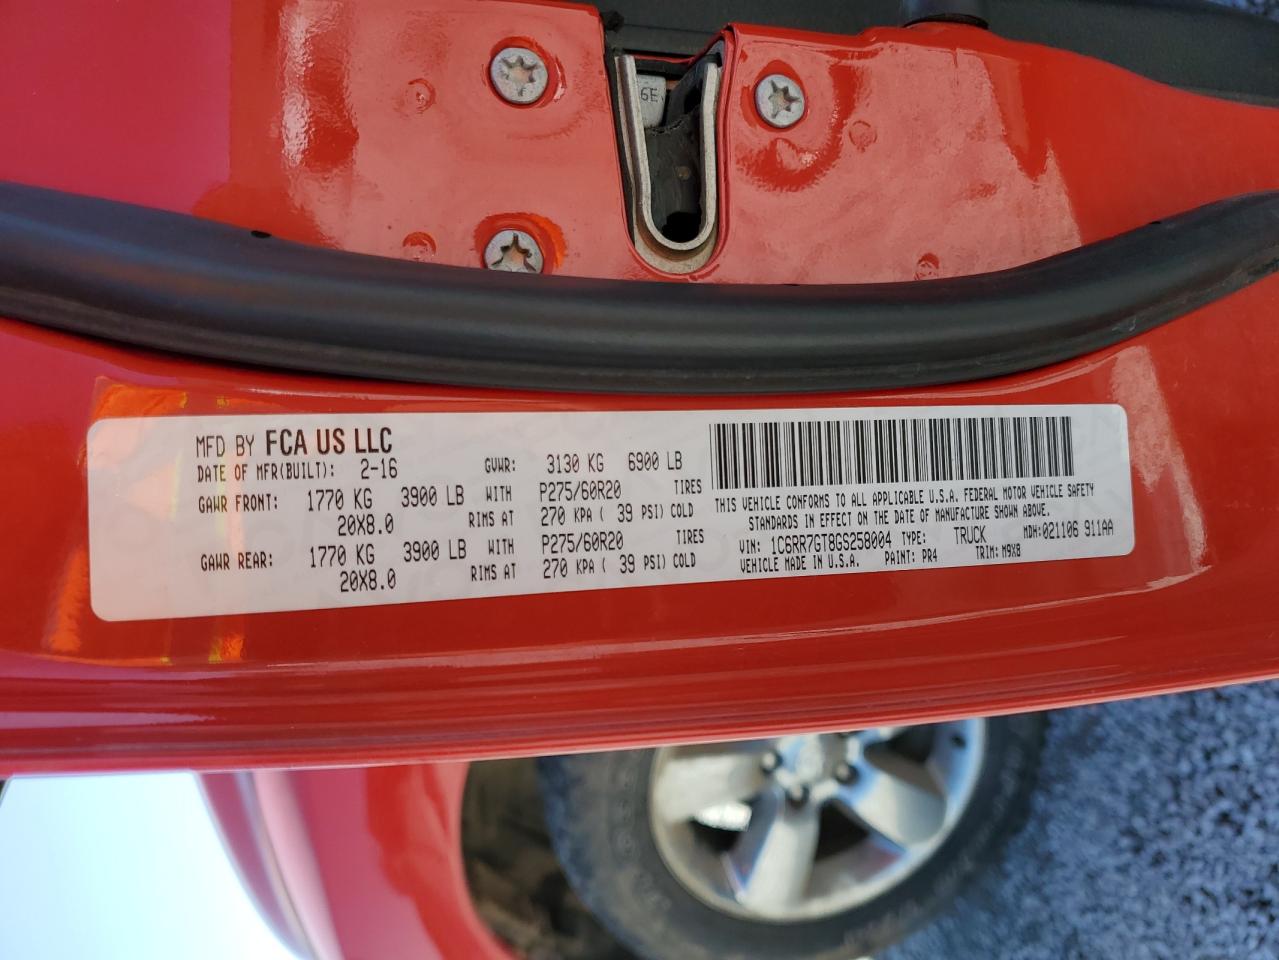 6E
MFD BY FCA US LLC
DATE OF MFR(BUILT): 2-16 GVWR: 3130 KG 6900 LB
GAWR FRONT: 1770 KG 3900 LB WITH P275/60R20 TIRES
20X8.0 RIMS AT 270 KPA ( 39 PSI) COLD
GAWR REAR: 1770 KG 3900 LB WITH P275/60R20 TIRES
20X8.0 RIMS AT 270 KPA ( 39 PSI) COLD
THIS VEHICLE CONFORMS TO ALL APPLICABLE U.S.A. FEDERAL MOTOR VEHICLE SAFETY
STANDARDS IN EFFECT ON THE DATE OF MANUFACTURE SHOWN ABOVE.
VIN: 1C6RR7GT8GS258004 TYPE: TRUCK MDH:021106 911AA
VEHICLE MADE IN U.S.A. PAINT: PR4 TRIM: M9X8